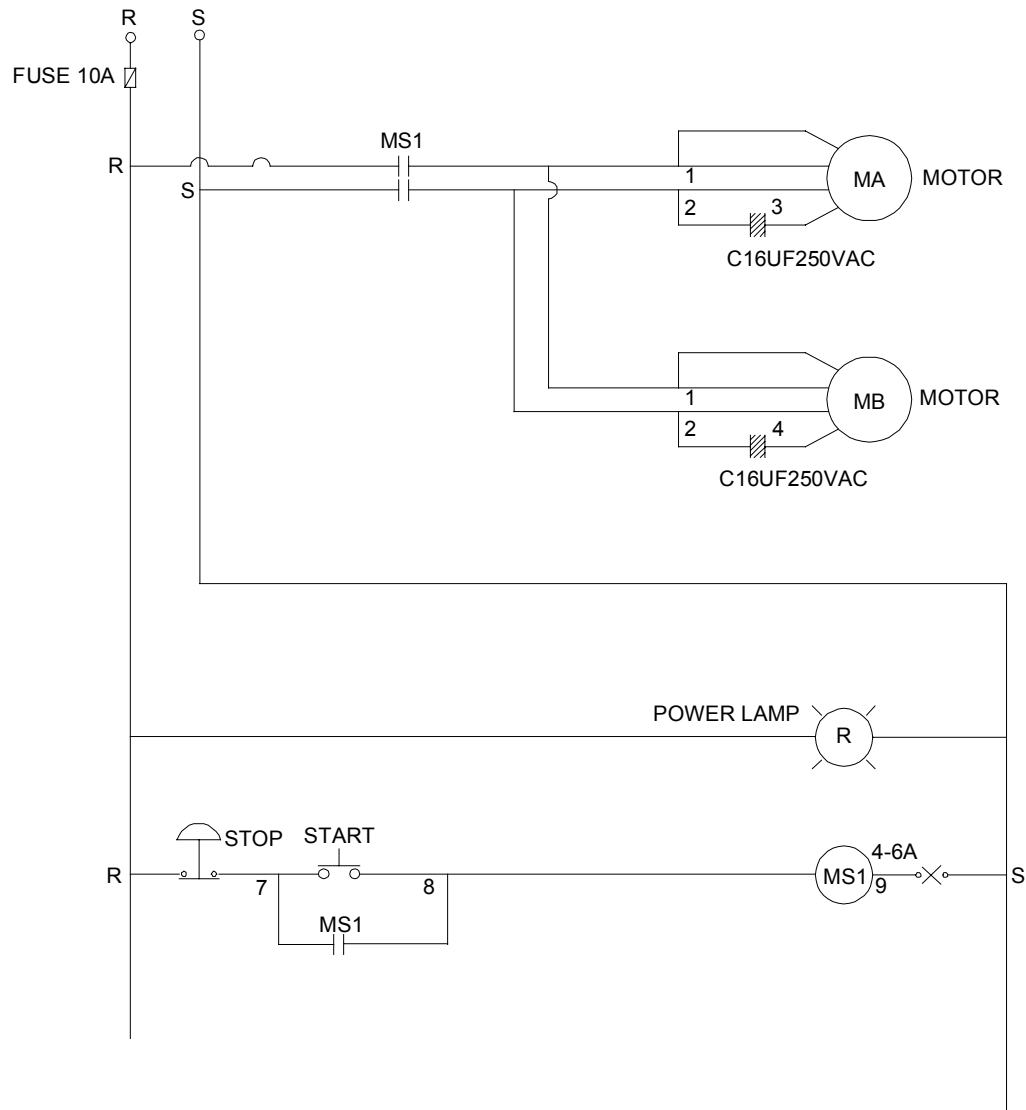 R
S
FUSE 10A
MS1
R
S
1
2
3
MA
MOTOR
C16UF250VAC
1
2
4
MB
MOTOR
C16UF250VAC
POWER LAMP
R
STOP
START
4-6A
R
7
8
MS1
9
S
MS1